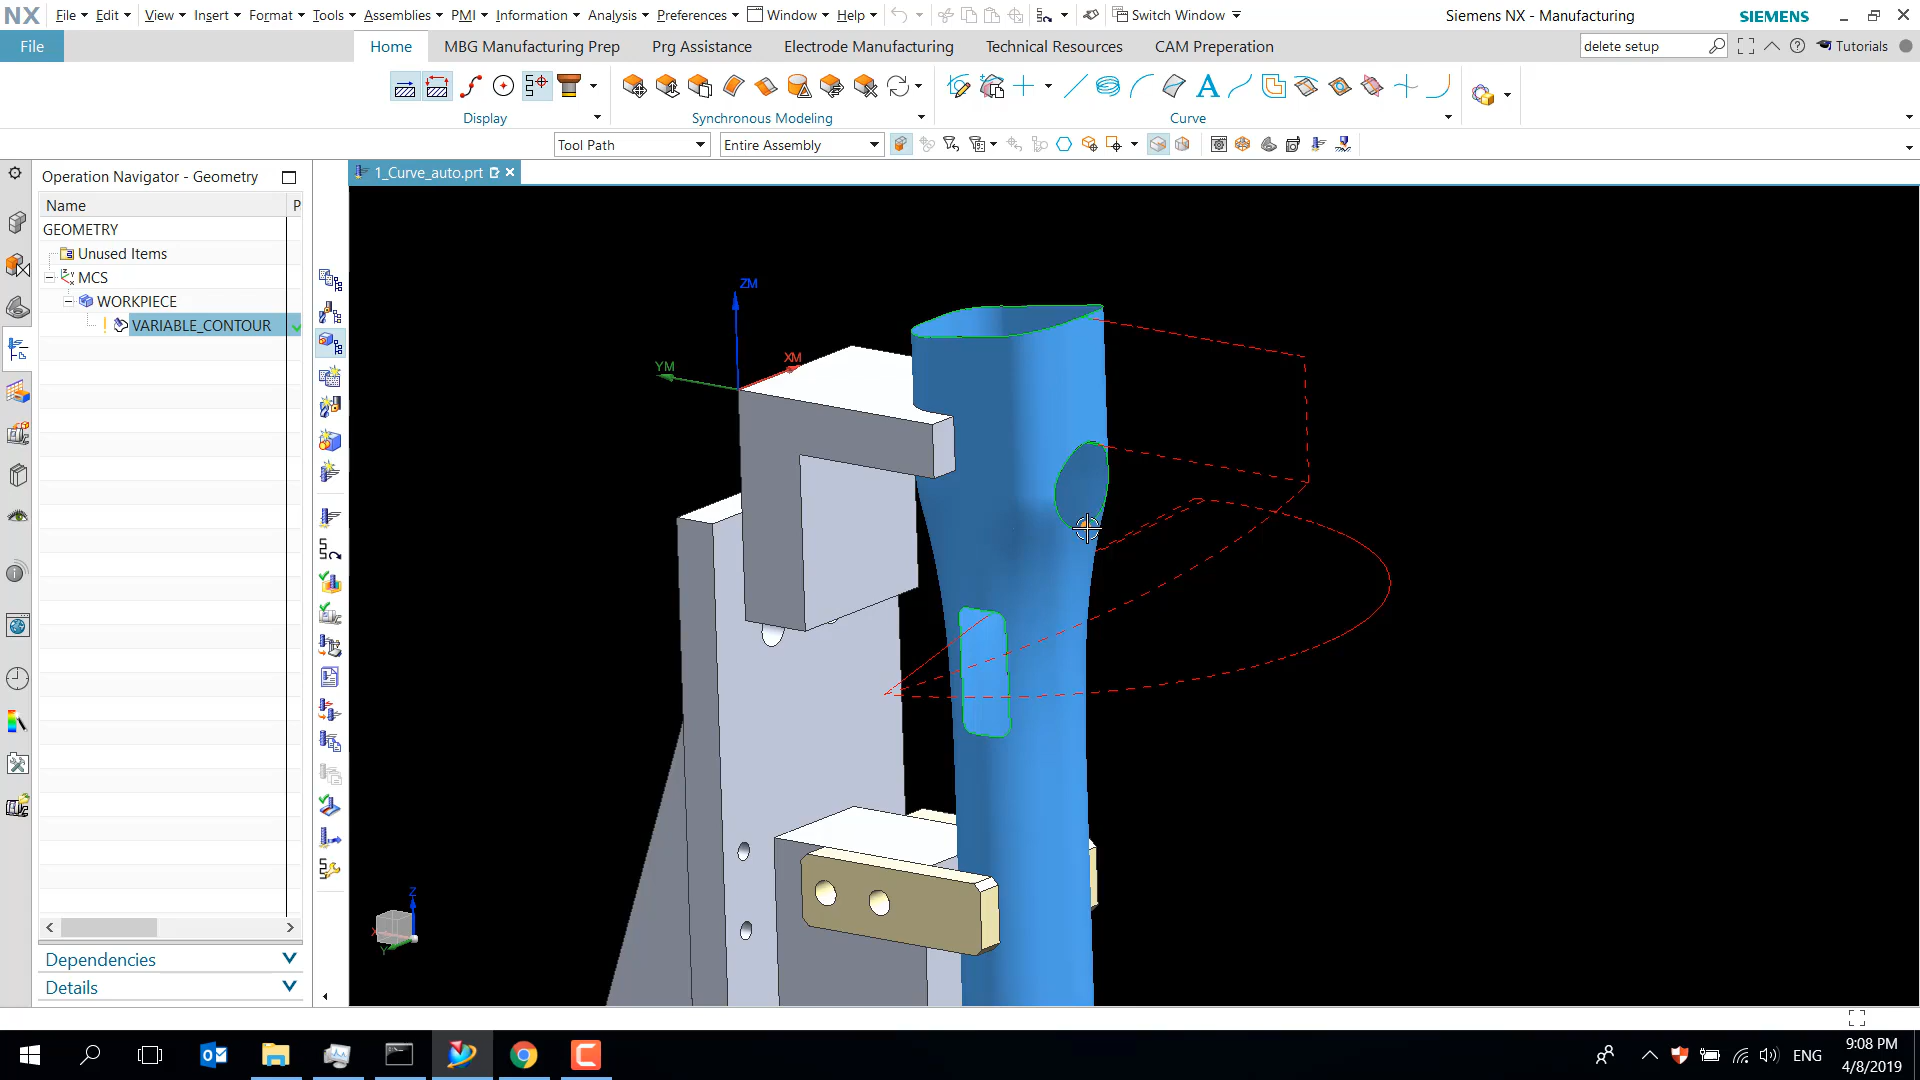 NX File Edit View Insert Format Tools Assemblies PMI Information Analysis Preferences Window Help Switch Window Siemens NX - Manufacturing SIEMENS
File Home MBG Manufacturing Prep Prg Assistance Electrode Manufacturing Technical Resources CAM Preperation delete setup Tutorials
Display Synchronous Modeling Curve
Tool Path Entire Assembly
Operation Navigator - Geometry
1_Curve_auto.prt
Name P
GEOMETRY
Unused Items
MCS
WORKPIECE
VARIABLE_CONTOUR
ZM
XM
YM
Z
X
Y
Dependencies
Details
ENG
9:08 PM
4/8/2019